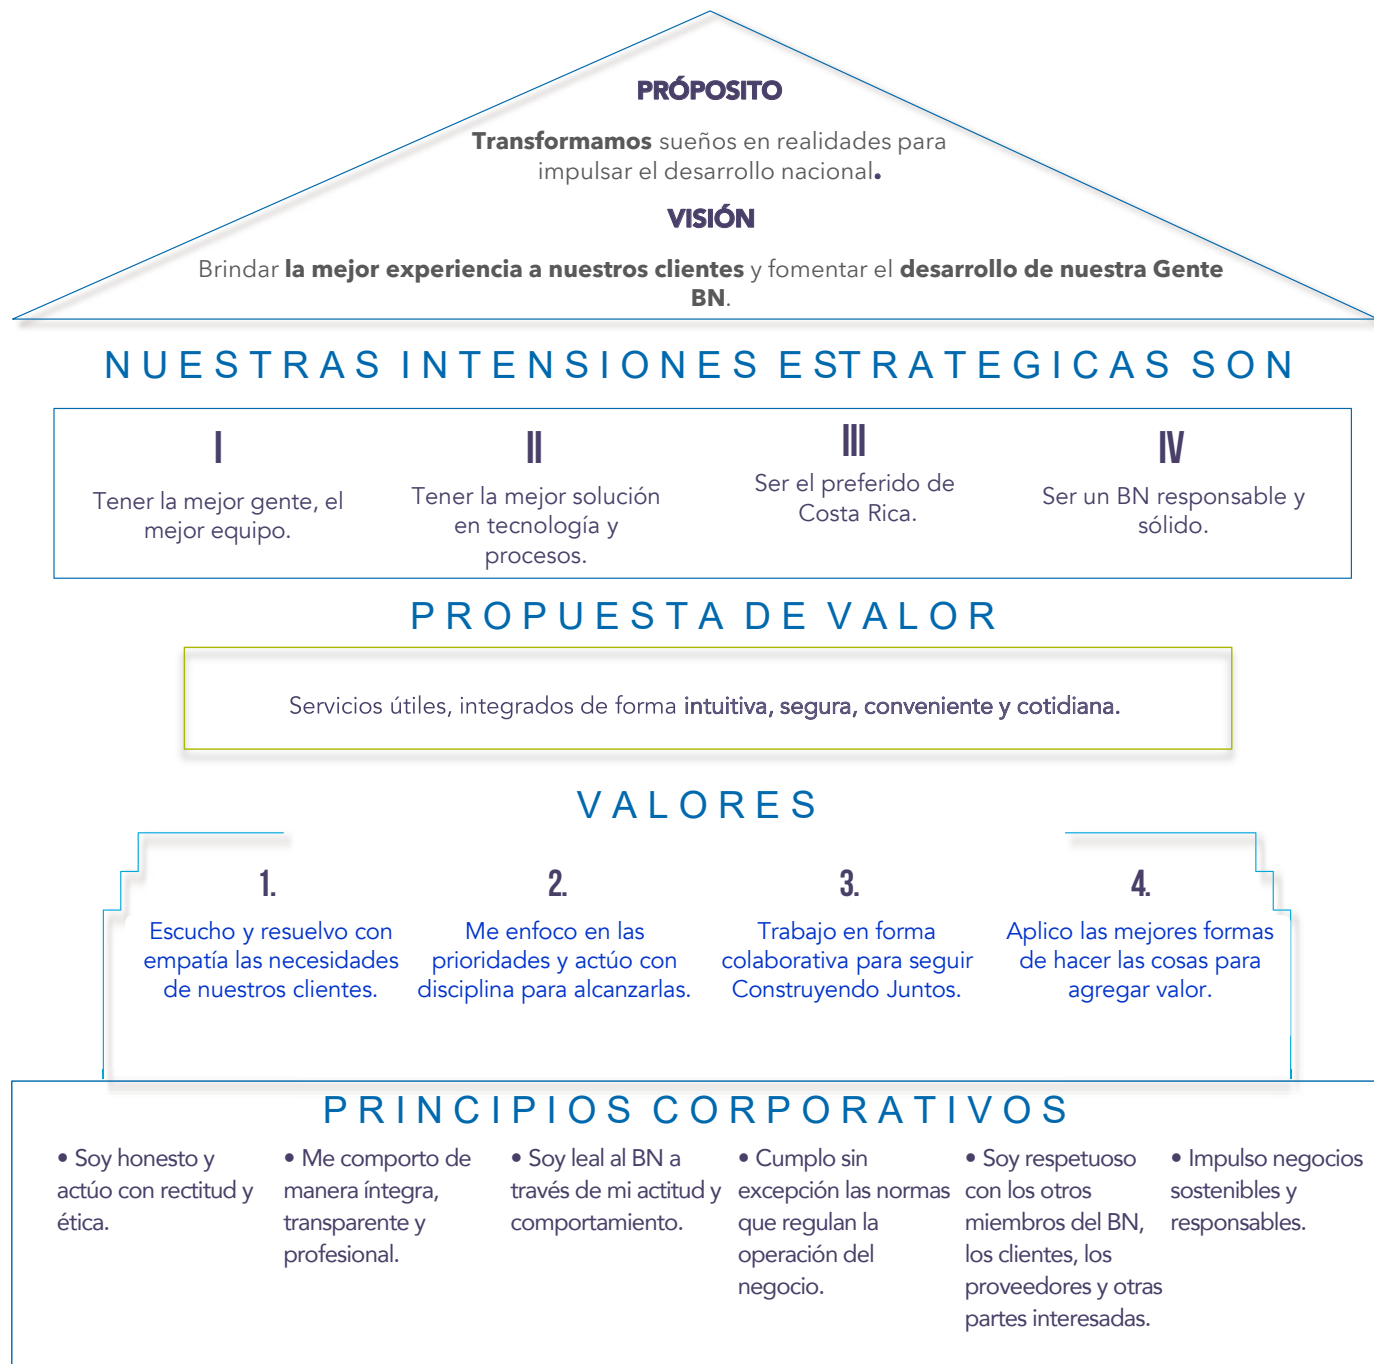 PRÓPOSITO
Transformamos sueños en realidades para
impulsar el desarrollo nacional.
VISIÓN
Brindar la mejor experiencia a nuestros clientes y fomentar el desarrollo de nuestra Gente
BN.
NUESTRAS INTENSIONES ESTRATEGICAS SON
I
Tener la mejor gente, el
mejor equipo.
II
Tener la mejor solución
en tecnología y
procesos.
III
Ser el preferido de
Costa Rica.
IV
Ser un BN responsable y
sólido.
PROPUESTA DE VALOR
Servicios útiles, integrados de forma intuitiva, segura, conveniente y cotidiana.
VALORES
1.
Escucho y resuelvo con
empatía las necesidades
de nuestros clientes.
2.
Me enfoco en las
prioridades y actúo con
disciplina para alcanzarlas.
3.
Trabajo en forma
colaborativa para seguir
Construyendo Juntos.
4.
Aplico las mejores formas
de hacer las cosas para
agregar valor.
PRINCIPIOS CORPORATIVOS
• Soy honesto y
actúo con rectitud y
ética.
• Me comporto de
manera íntegra,
transparente y
profesional.
• Soy leal al BN a
través de mi actitud y
comportamiento.
• Cumplo sin
excepción las normas
que regulan la
operación del
negocio.
• Soy respetuoso
con los otros
miembros del BN,
los clientes, los
proveedores y otras
partes interesadas.
• Impulso negocios
sostenibles y
responsables.